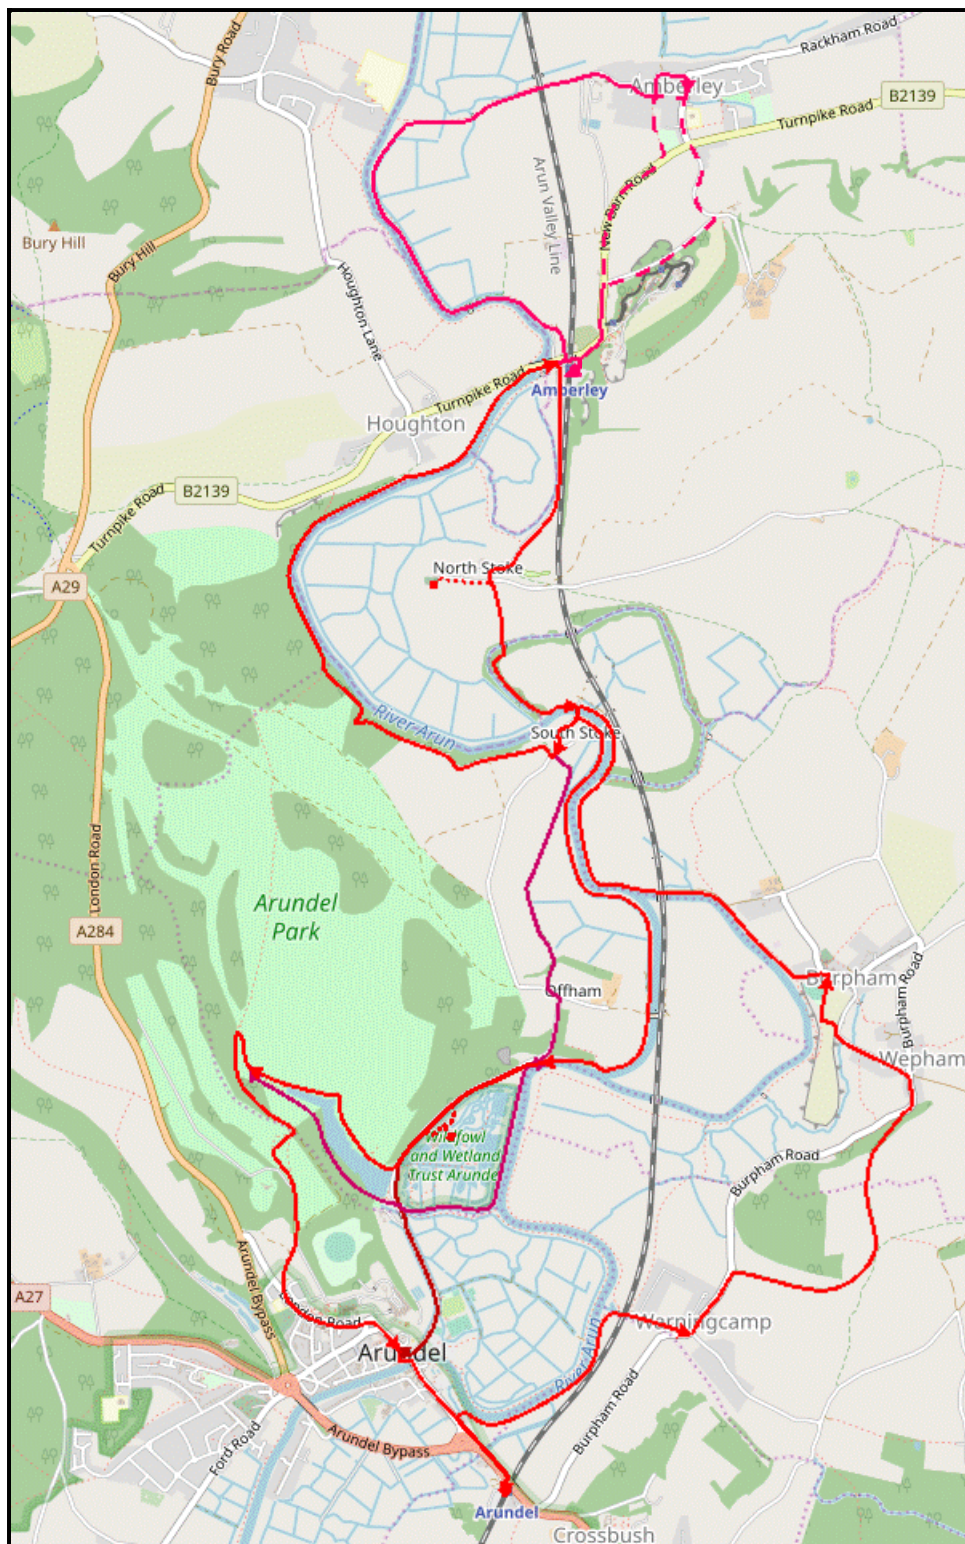 Bury Road
Rackham Road
Amberley
B2139
Turnpike Road
Arun Valley Line
New Barn Road
Bury Hill
Bury Hill
Houghton Lane
Turnpike Road
Amberley
Houghton
B2139
Turnpike Road
A29
North Stoke
River Arun
South Stoke
London Road
Arundel
Park
A284
Offham
Burpham
Burpham Road
Wepham
Wildfowl
and Wetland
Trust Arundel
Burpham Road
Arundel Bypass
A27
London Road
Warningcamp
Arundel
River Arun
Burpham Road
Ford Road
Arundel Bypass
Arundel
Crossbush